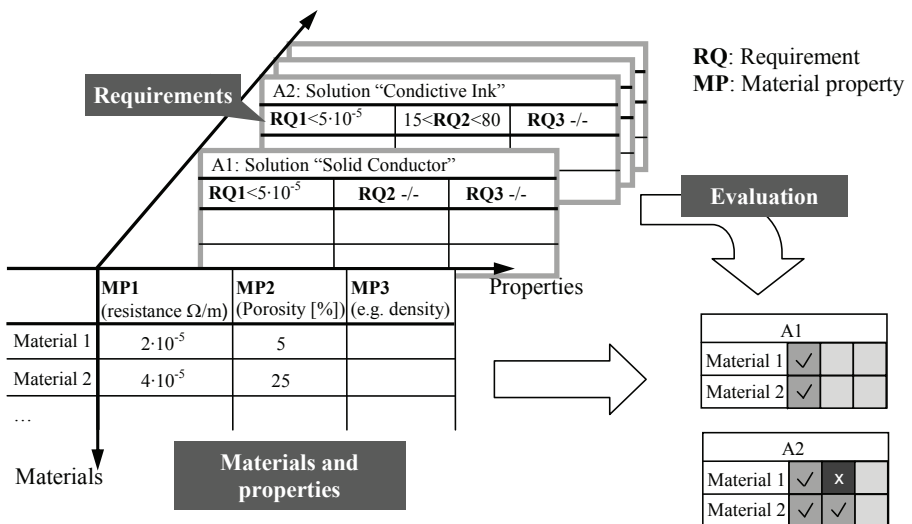 RQ: Requirement
MP: Material property
Requirements
A2: Solution “Condictive Ink”
RQ1<5·10⁻⁵ 15<RQ2<80 RQ3 -/-
A1: Solution “Solid Conductor”
RQ1<5·10⁻⁵ RQ2 -/- RQ3 -/-
Evaluation
Properties
MP1 MP2 MP3
(resistance Ω/m) (Porosity [%]) (e.g. density)
Material 1 2·10⁻⁵ 5
Material 2 4·10⁻⁵ 25
…
Materials
Materials and
properties
A1
Material 1 ✓
Material 2 ✓
A2
Material 1 ✓ x
Material 2 ✓ ✓